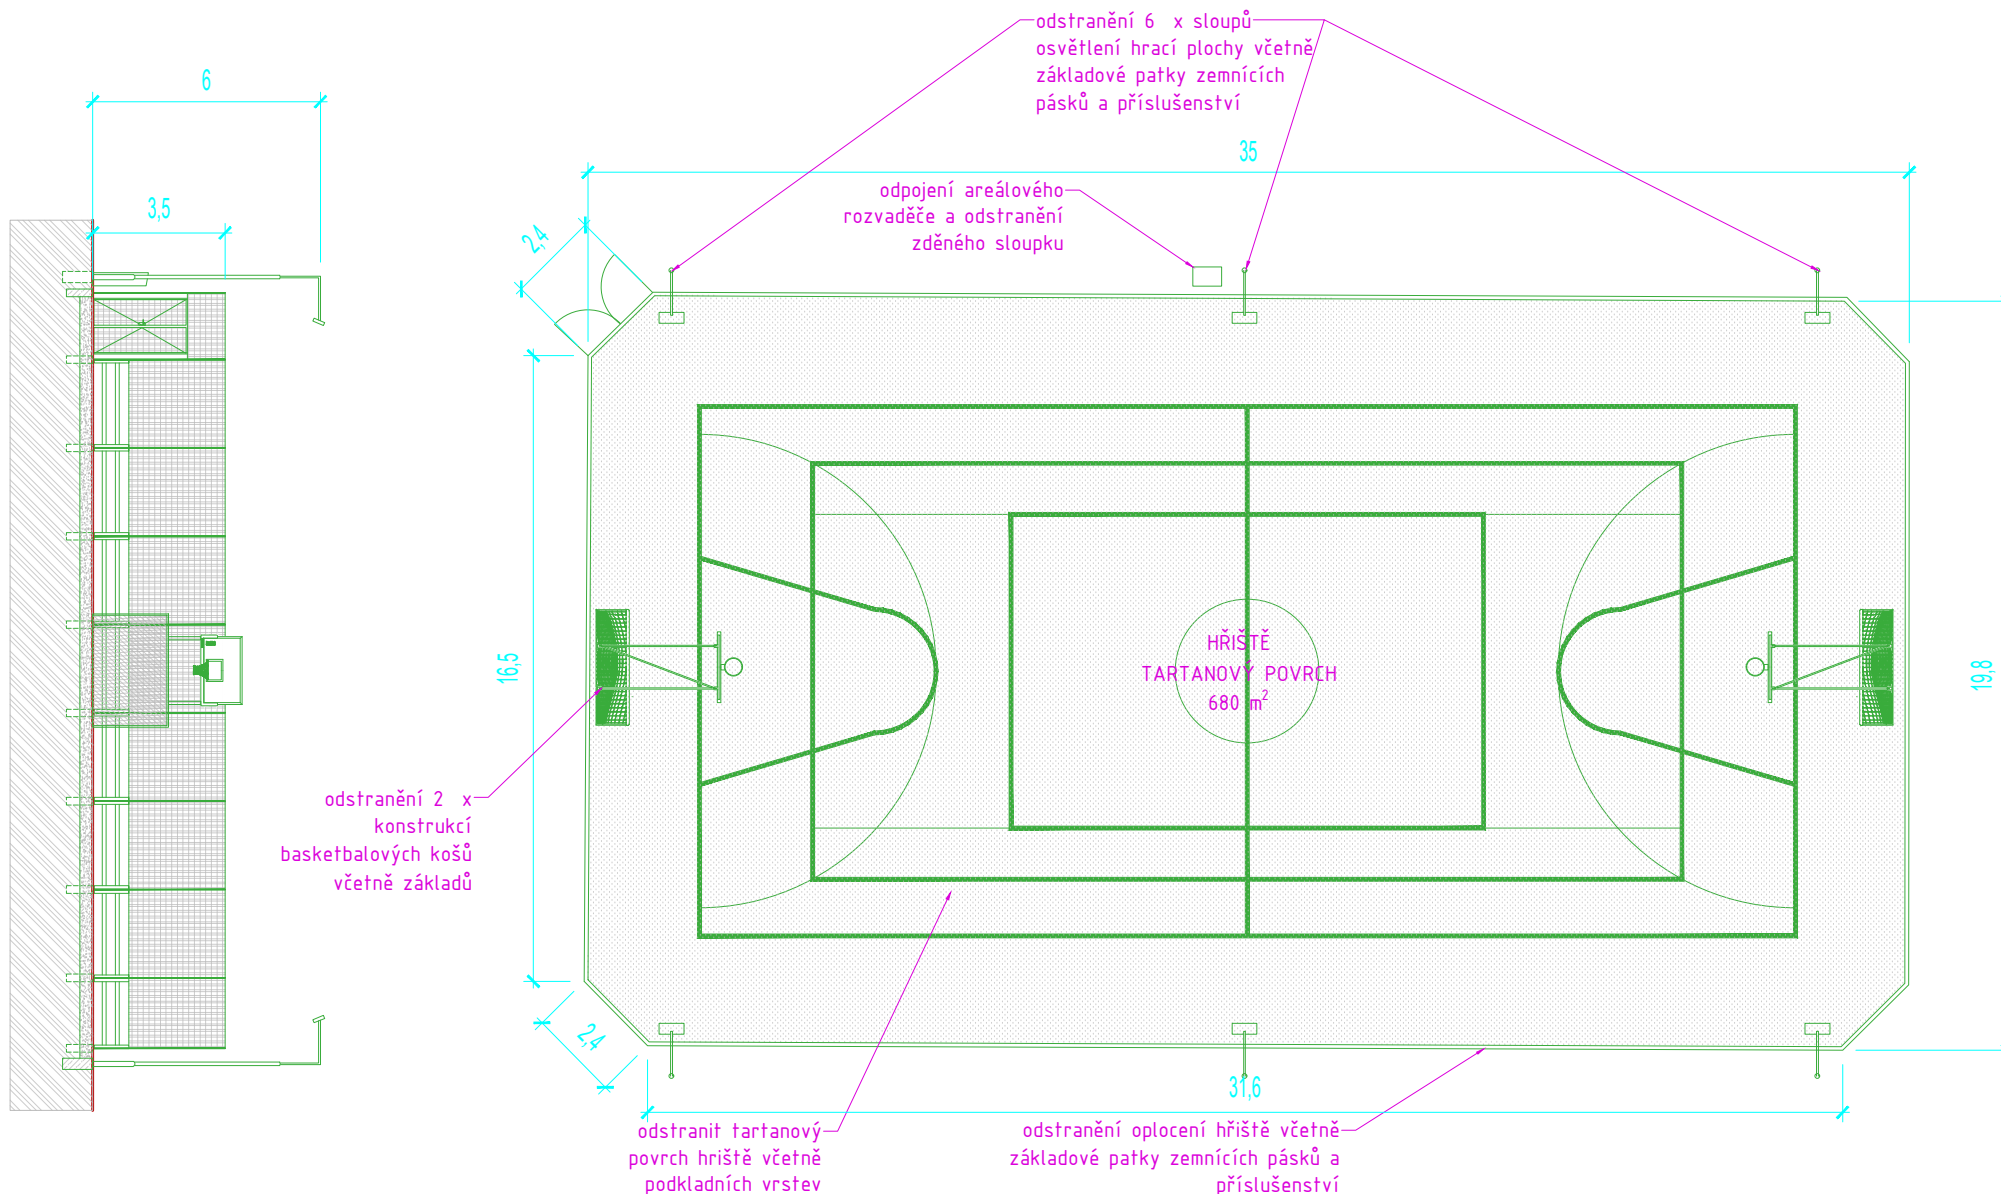 odstranění 6 x sloupů
osvětlení hrací plochy včetně
základové patky zemnících
pásků a příslušenství
6
35
odpojení areálového
rozvaděče a odstranění
zděného sloupku
3,5
2,4
HŘIŠTĚ
TARTANOVÝ POVRCH
680 m²
16,5
19,8
odstranění 2 x
konstrukcí
basketbalových košů
včetně základů
2,4
31,6
odstranit tartanový
povrch hřiště včetně
podkladních vrstev
odstranění oplocení hřiště včetně
základové patky zemnících pásků a
příslušenství